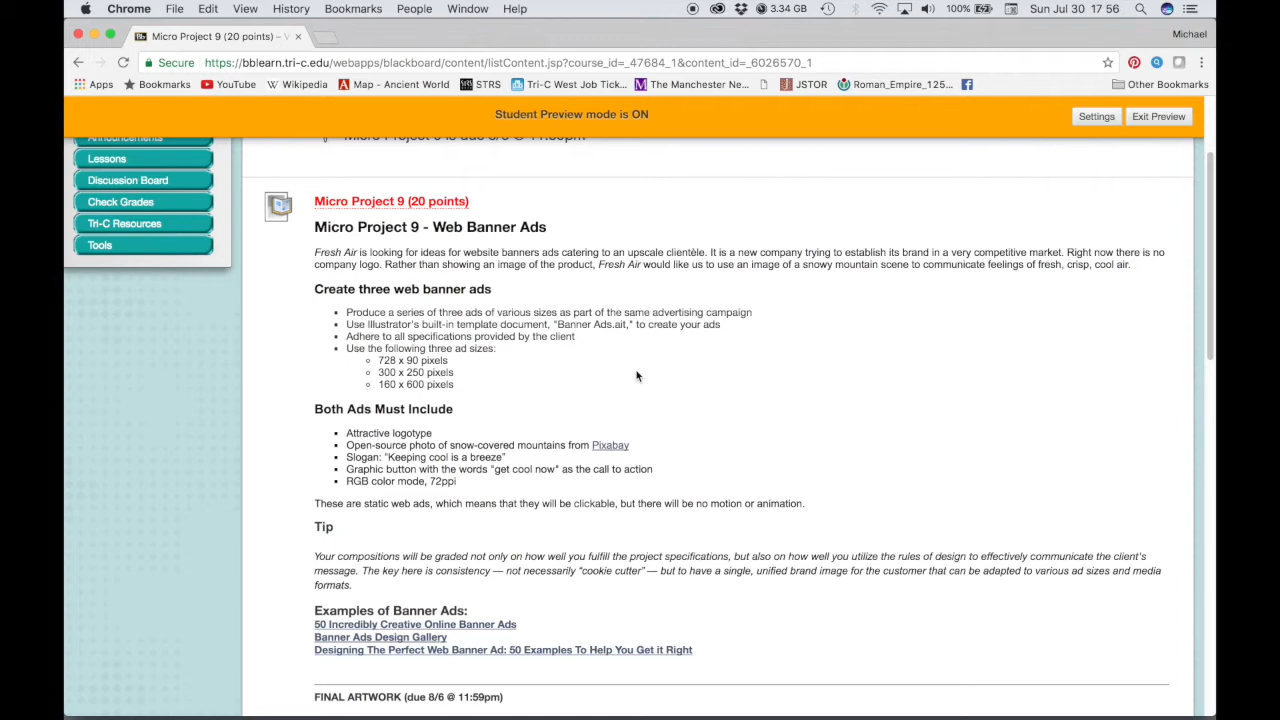 Chrome File Edit View History Bookmarks People Window Help 3.34 GB 100% Sun Jul 30 17:56
Micro Project 9 (20 points) – V Michael
Secure https://bblearn.tri-c.edu/webapps/blackboard/content/listContent.jsp?course_id=_47684_1&content_id=_6026570_1
Apps Bookmarks YouTube Wikipedia Map - Ancient World STRS Tri-C West Job Tick... The Manchester Ne... JSTOR Roman_Empire_125... Other Bookmarks
Student Preview mode is ON Settings Exit Preview
Announcements
Micro Project 9 is due 8/6 @ 11:59pm
Lessons
Discussion Board
Check Grades
Tri-C Resources
Tools
Micro Project 9 (20 points)
Micro Project 9 - Web Banner Ads
Fresh Air is looking for ideas for website banners ads catering to an upscale clientèle. It is a new company trying to establish its brand in a very competitive market. Right now there is no
company logo. Rather than showing an image of the product, Fresh Air would like us to use an image of a snowy mountain scene to communicate feelings of fresh, crisp, cool air.
Create three web banner ads
Produce a series of three ads of various sizes as part of the same advertising campaign
Use Illustrator's built-in template document, "Banner Ads.ait," to create your ads
Adhere to all specifications provided by the client
Use the following three ad sizes:
728 x 90 pixels
300 x 250 pixels
160 x 600 pixels
Both Ads Must Include
Attractive logotype
Open-source photo of snow-covered mountains from Pixabay
Slogan: "Keeping cool is a breeze"
Graphic button with the words "get cool now" as the call to action
RGB color mode, 72ppi
These are static web ads, which means that they will be clickable, but there will be no motion or animation.
Tip
Your compositions will be graded not only on how well you fulfill the project specifications, but also on how well you utilize the rules of design to effectively communicate the client's
message. The key here is consistency — not necessarily "cookie cutter" — but to have a single, unified brand image for the customer that can be adapted to various ad sizes and media
formats.
Examples of Banner Ads:
50 Incredibly Creative Online Banner Ads
Banner Ads Design Gallery
Designing The Perfect Web Banner Ad: 50 Examples To Help You Get it Right
FINAL ARTWORK (due 8/6 @ 11:59pm)